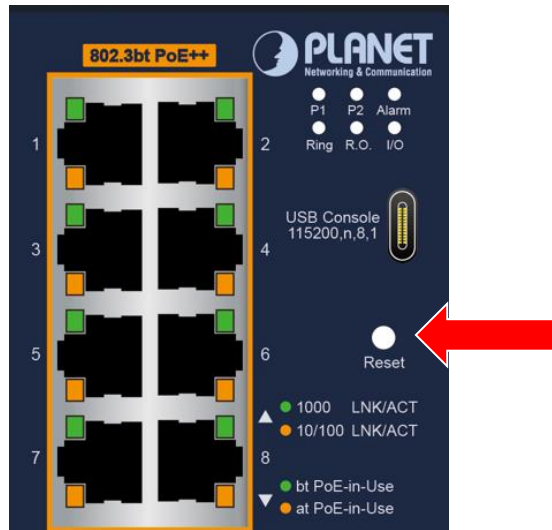 802.3bt PoE++
PLANET
Networking & Communication
P1 P2 Alarm
Ring R.O. I/O
1 2
USB Console
115200,n,8,1
3 4
5 6
Reset
1000 LNK/ACT
10/100 LNK/ACT
7 8
bt PoE-in-Use
at PoE-in-Use